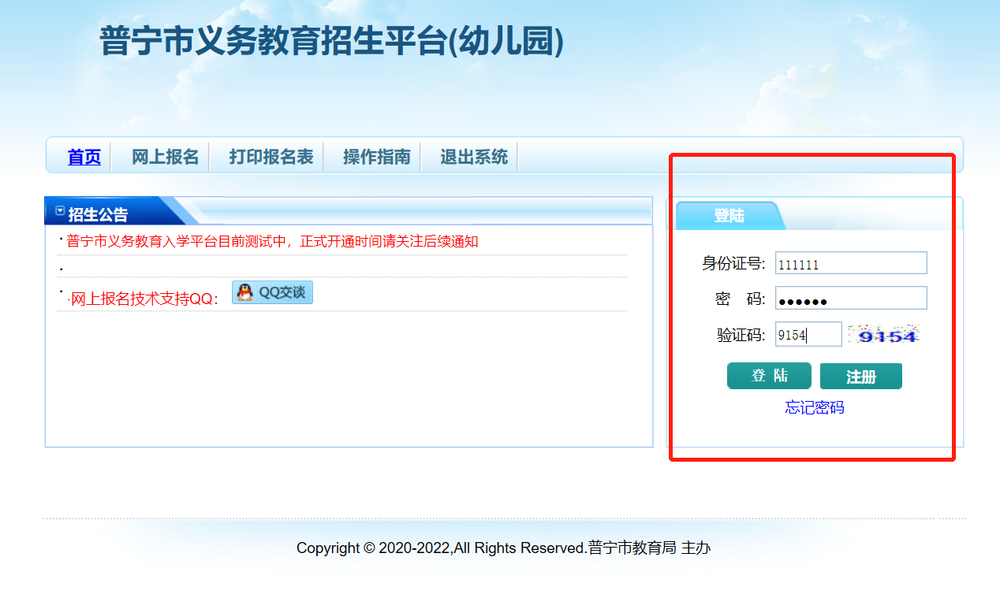 普宁市义务教育招生平台(幼儿园)
首页 网上报名 打印报名表 操作指南 退出系统
招生公告
·普宁市义务教育入学平台目前测试中，正式开通时间请关注后续通知
·
·.网上报名技术支持QQ： QQ交谈
登陆
身份证号: 111111
密 码: ●●●●●●
验证码: 9154 9154
登 陆 注册
忘记密码
Copyright © 2020-2022,All Rights Reserved.普宁市教育局 主办